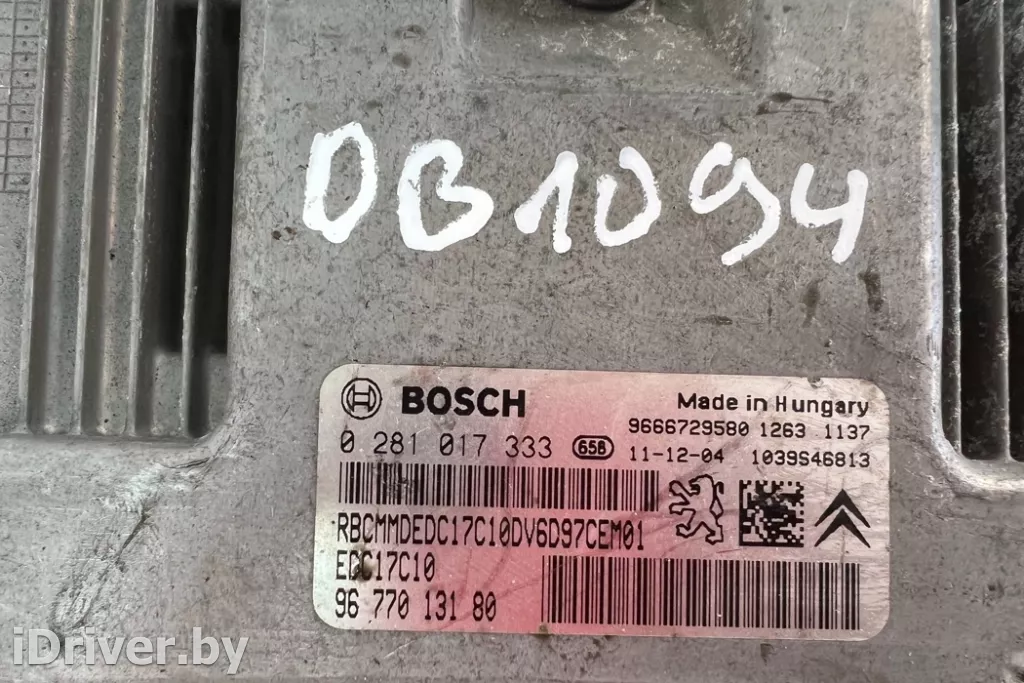 DB1094
BOSCH
Made in Hungary
0 281 017 333 658
9666729580 1263 1137
11-12-04 1039S46813
RBCMMDEDC17C10DV6D97CEM01
EDC17C10
96 770 131 80
iDriver.by